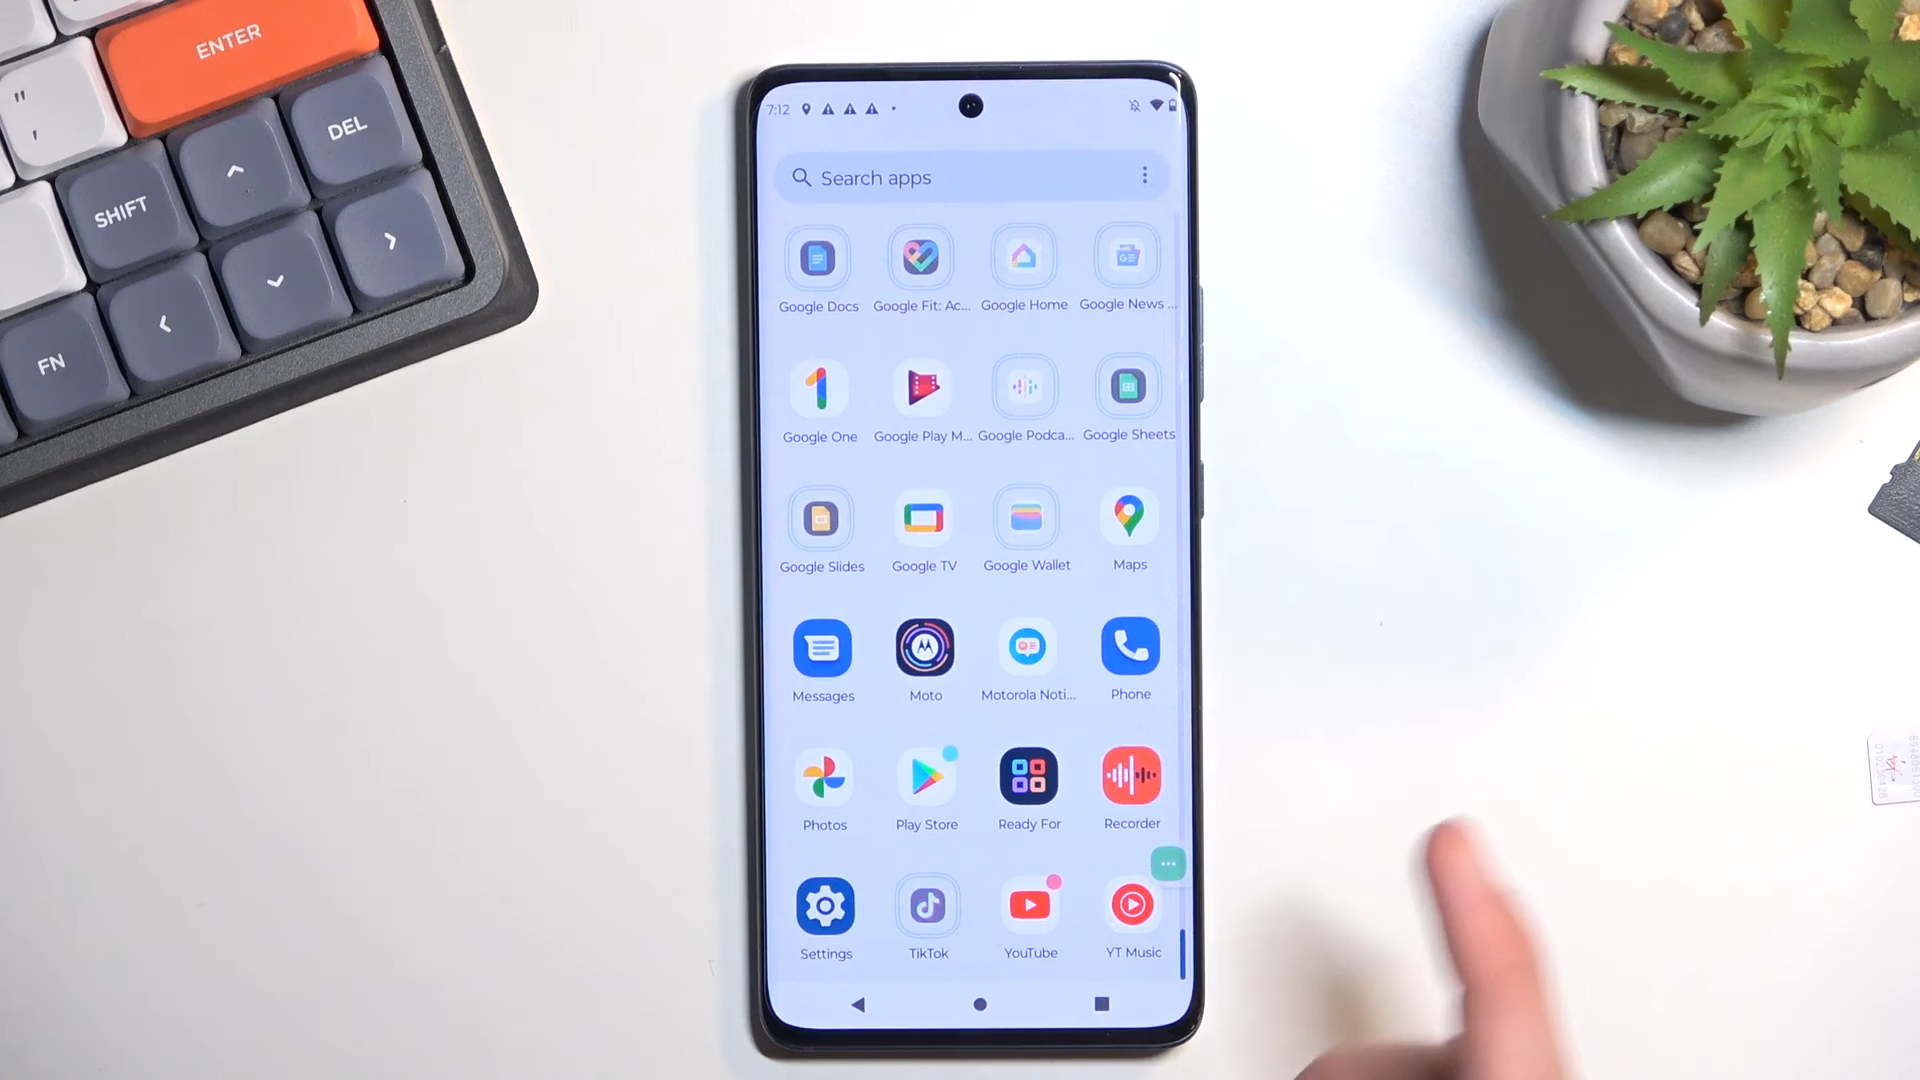 ENTER
"
,
DEL
SHIFT
FN
7:12
Search apps
Google Docs
Google Fit: Ac...
Google Home
Google News ...
Google One
Google Play M...
Google Podca...
Google Sheets
Google Slides
Google TV
Google Wallet
Maps
Messages
Moto
Motorola Noti...
Phone
Photos
Play Store
Ready For
Recorder
Settings
TikTok
YouTube
YT Music